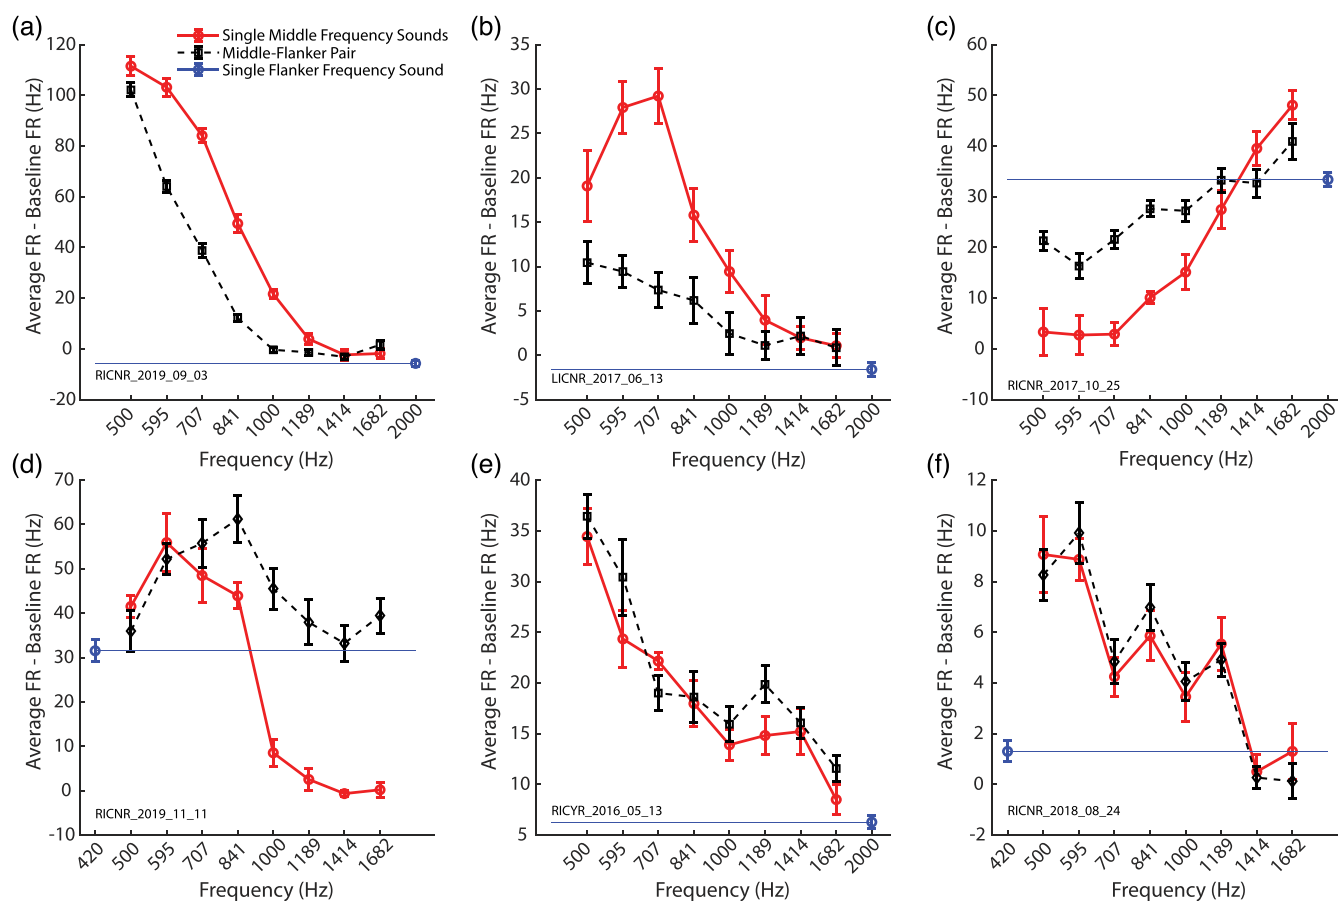 (a)
Single Middle Frequency Sounds
Middle-Flanker Pair
Single Flanker Frequency Sound
120
100
80
60
40
20
0
-20
Average FR - Baseline FR (Hz)
RICNR_2019_09_03
500 595 707 841 1000 1189 1414 1682 2000
Frequency (Hz)
(b)
35
30
25
20
15
10
5
0
-5
Average FR - Baseline FR (Hz)
LICNR_2017_06_13
500 595 707 841 1000 1189 1414 1682 2000
Frequency (Hz)
(c)
60
50
40
30
20
10
0
-10
Average FR - Baseline FR (Hz)
RICNR_2017_10_25
500 595 707 841 1000 1189 1414 1682 2000
Frequency (Hz)
(d)
70
60
50
40
30
20
10
0
-10
Average FR - Baseline FR (Hz)
RICNR_2019_11_11
420 500 595 707 841 1000 1189 1414 1682
Frequency (Hz)
(e)
40
35
30
25
20
15
10
5
Average FR - Baseline FR (Hz)
RICYR_2016_05_13
500 595 707 841 1000 1189 1414 1682 2000
Frequency (Hz)
(f)
12
10
8
6
4
2
0
-2
Average FR - Baseline FR (Hz)
RICNR_2018_08_24
420 500 595 707 841 1000 1189 1414 1682
Frequency (Hz)